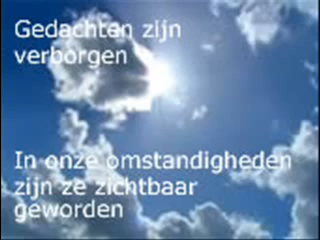 Gedachten zijn
verborgen
In onze omstandigheden
zijn ze zichtbaar
geworden